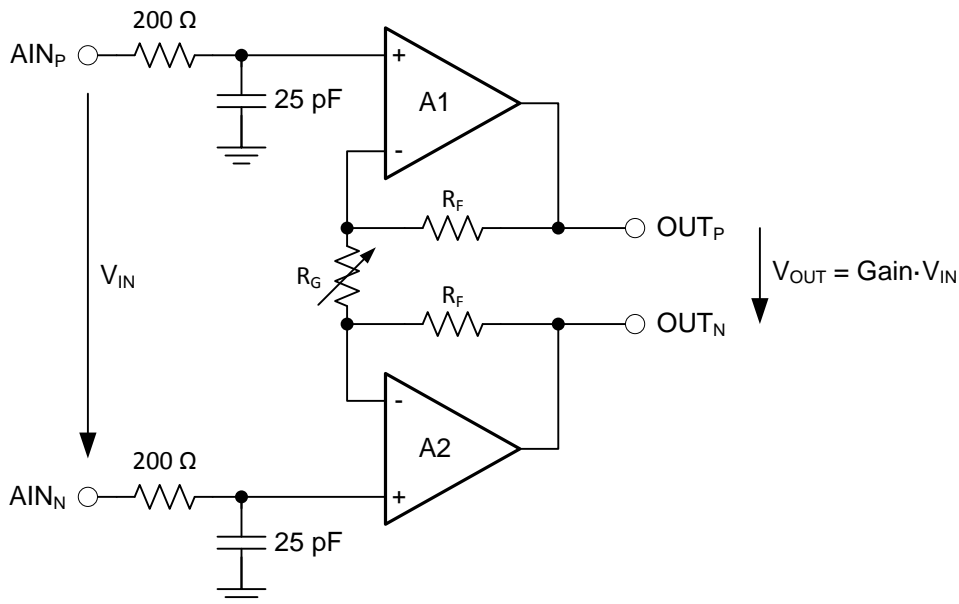 200 Ω
AINP
25 pF
+
A1
-
RF
OUTP
VIN
RG
VOUT = Gain·VIN
RF
OUTN
-
A2
200 Ω
AINN
+
25 pF